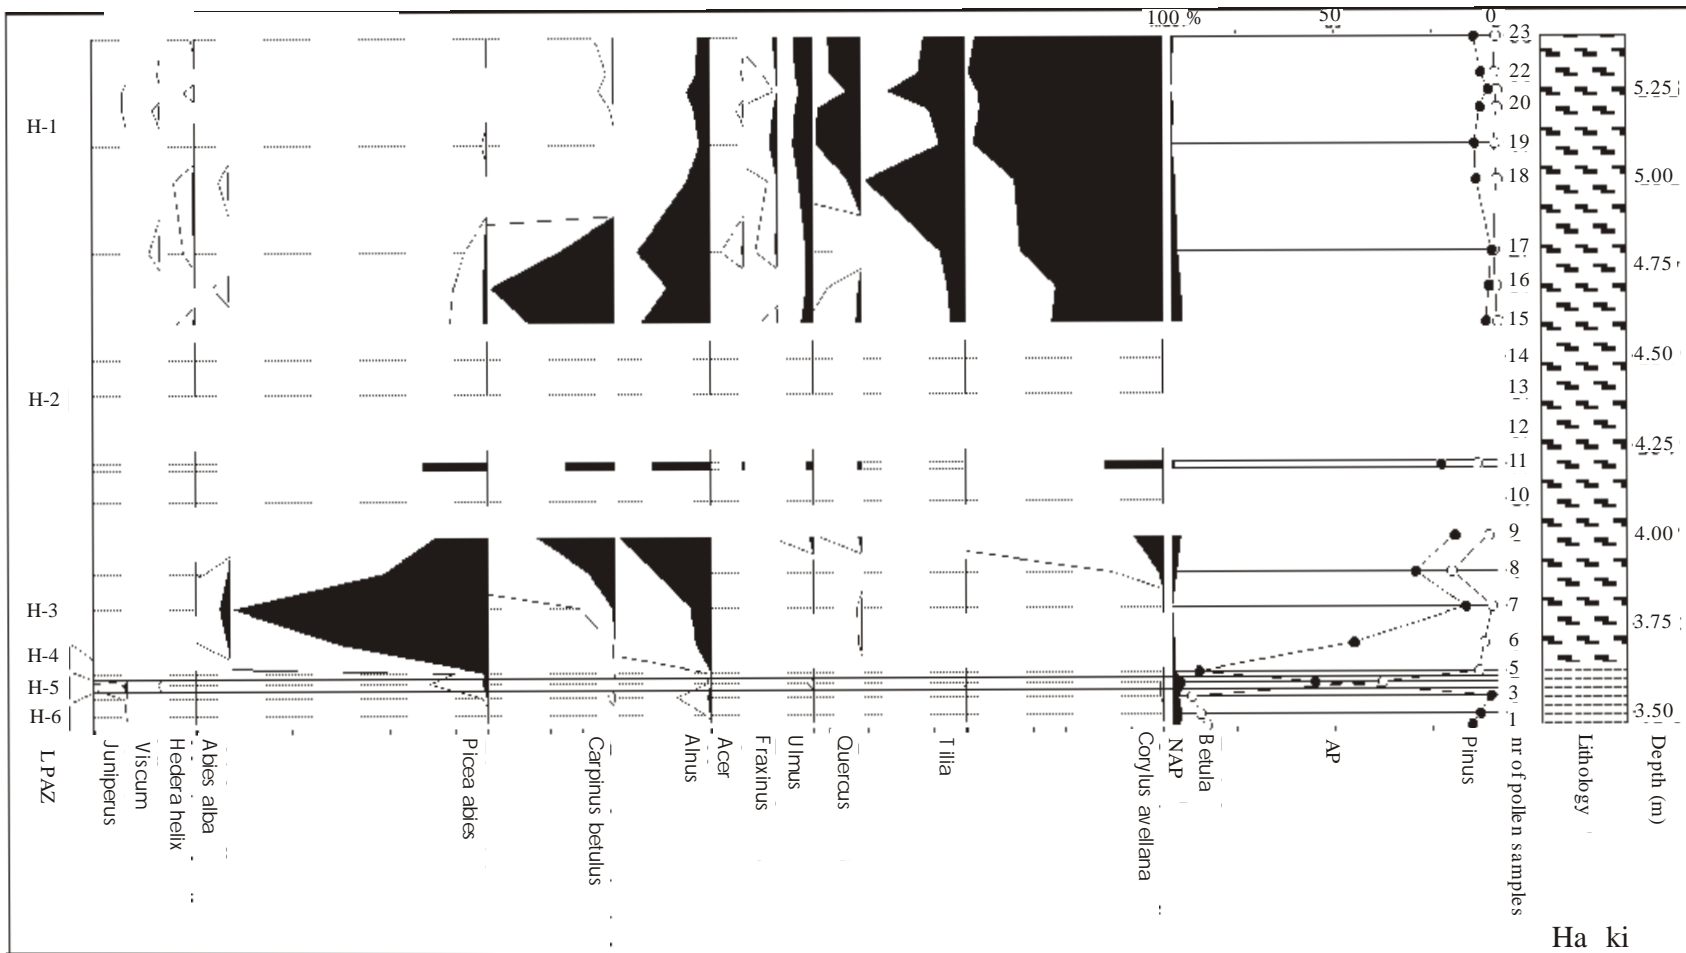 100 % 50 0
23
22
5.25
20
H-1
19
18
5.00
17
4.75
16
15
14
4.50
13
H-2
12
4.25
11
10
9
4.00
8
H-3
7
3.75
6
H-4
5
H-5
3
3.50
H-6
1
LPAZ
Juniperus
Viscum
Hedera helix
Abies alba
Picea abies
Carpinus betulus
Alnus
Acer
Fraxinus
Ulmus
Quercus
Tillia
Corylus avellana
NAP
Betula
AP
Pinus
nr of pollen samples
Lithology
Depth (m)
Ha ki